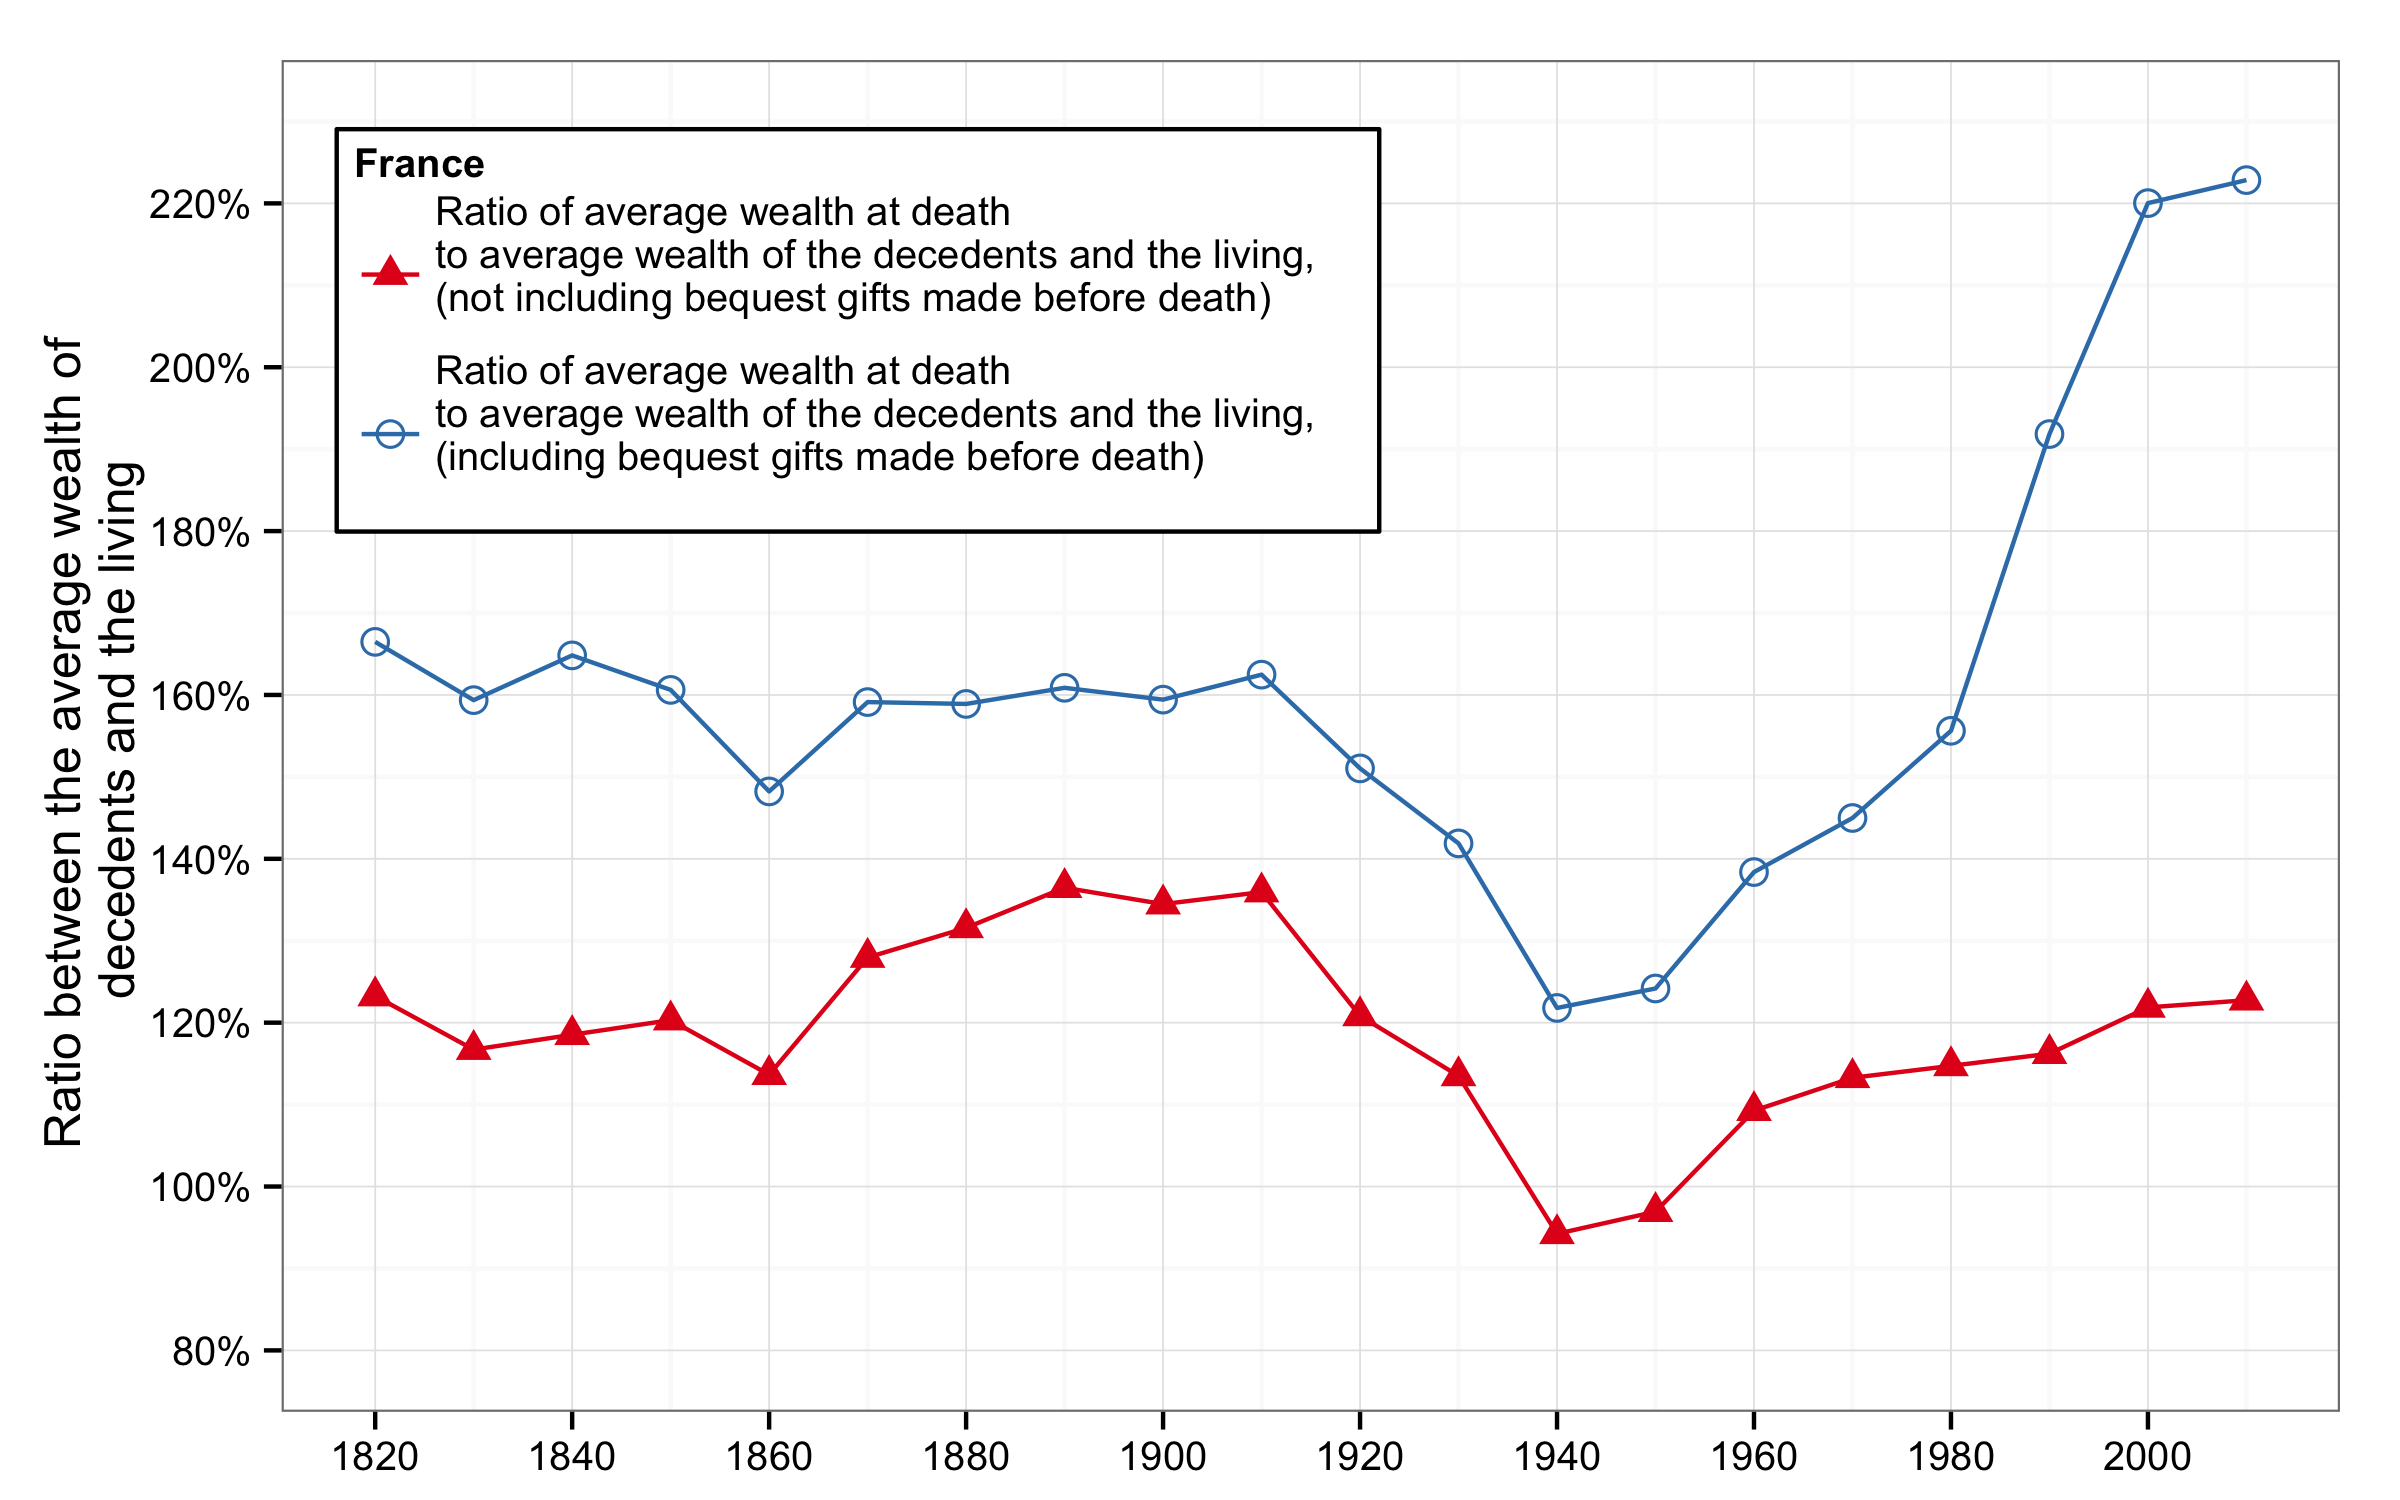 France
Ratio of average wealth at death
to average wealth of the decedents and the living,
(not including bequest gifts made before death)
Ratio of average wealth at death
to average wealth of the decedents and the living,
(including bequest gifts made before death)
Ratio between the average wealth of
decedents and the living
220%
200%
180%
160%
140%
120%
100%
80%
1820 1840 1860 1880 1900 1920 1940 1960 1980 2000